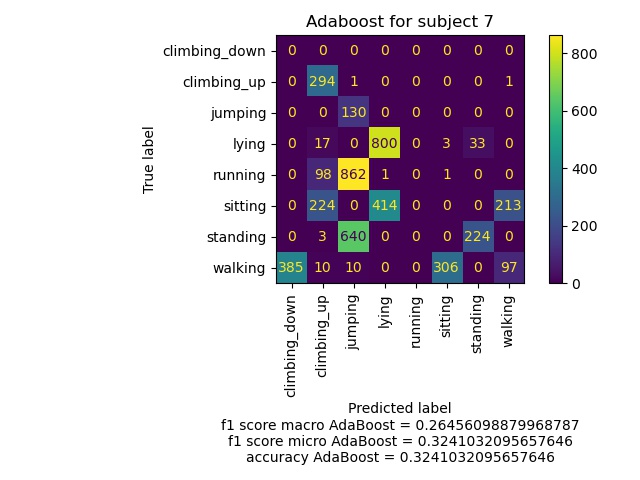 Adaboost for subject 7
True label
climbing_down 0 0 0 0 0 0 0 0
climbing_up 0 294 1 0 0 0 0 1
jumping 0 0 130 0 0 0 0 0
lying 0 17 0 800 0 3 33 0
running 0 98 862 1 0 1 0 0
sitting 0 224 0 414 0 0 0 213
standing 0 3 640 0 0 0 224 0
walking 385 10 10 0 0 306 0 97
climbing_down climbing_up jumping lying running sitting standing walking
800
600
400
200
0
Predicted label
f1 score macro AdaBoost = 0.26456098879968787
f1 score micro AdaBoost = 0.3241032095657646
accuracy AdaBoost = 0.3241032095657646